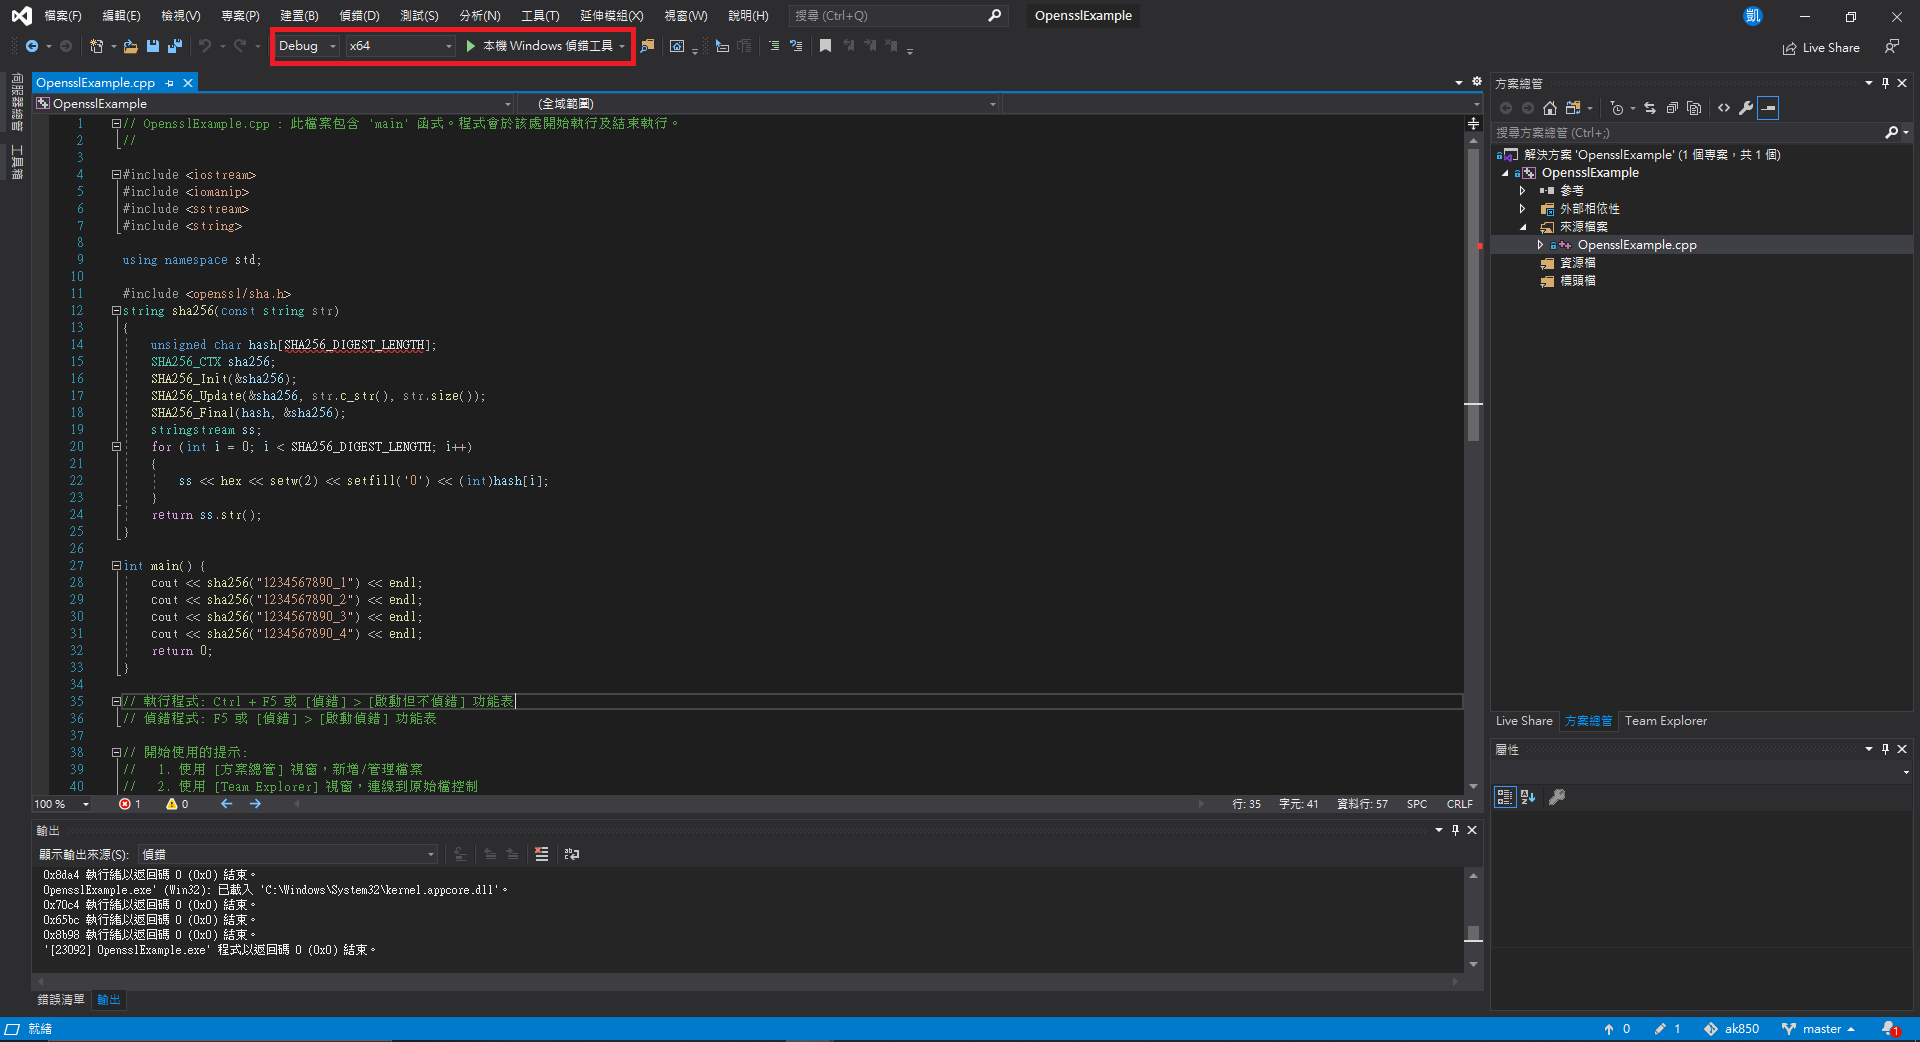 檔案(F) 編輯(E) 檢視(V) 專案(P) 建置(B) 偵錯(D) 測試(S) 分析(N) 工具(T) 延伸模組(X) 視窗(W) 說明(H) 搜尋 (Ctrl+Q) OpensslExample 凱
Debug x64 本機 Windows 偵錯工具 Live Share
伺服器總管
工具箱
OpensslExample.cpp
OpensslExample (全域範圍)
1 // OpensslExample.cpp : 此檔案包含 'main' 函式。程式會於該處開始執行及結束執行。
2 //
3
4 #include <iostream>
5 #include <iomanip>
6 #include <sstream>
7 #include <string>
8
9 using namespace std;
10
11 #include <openssl/sha.h>
12 string sha256(const string str)
13 {
14 unsigned char hash[SHA256_DIGEST_LENGTH];
15 SHA256_CTX sha256;
16 SHA256_Init(&sha256);
17 SHA256_Update(&sha256, str.c_str(), str.size());
18 SHA256_Final(hash, &sha256);
19 stringstream ss;
20 for (int i = 0; i < SHA256_DIGEST_LENGTH; i++)
21 {
22 ss << hex << setw(2) << setfill('0') << (int)hash[i];
23 }
24 return ss.str();
25 }
26
27 int main() {
28 cout << sha256("1234567890_1") << endl;
29 cout << sha256("1234567890_2") << endl;
30 cout << sha256("1234567890_3") << endl;
31 cout << sha256("1234567890_4") << endl;
32 return 0;
33 }
34
35 // 執行程式: Ctrl + F5 或 [偵錯] > [啟動但不偵錯] 功能表
36 // 偵錯程式: F5 或 [偵錯] > [啟動偵錯] 功能表
37
38 // 開始使用的提示:
39 // 1. 使用 [方案總管] 視窗，新增/管理檔案
40 // 2. 使用 [Team Explorer] 視窗，連線到原始檔控制
100 % 1 0 行: 35 字元: 41 資料行: 57 SPC CRLF
輸出
顯示輸出來源(S): 偵錯
0x8da4 執行緒以返回碼 0 (0x0) 結束。
OpensslExample.exe' (Win32): 已載入 'C:\Windows\System32\kernel.appcore.dll'。
0x70c4 執行緒以返回碼 0 (0x0) 結束。
0x65bc 執行緒以返回碼 0 (0x0) 結束。
0x8b98 執行緒以返回碼 0 (0x0) 結束。
'[23092] OpensslExample.exe' 程式以返回碼 0 (0x0) 結束。
錯誤清單 輸出
方案總管
搜尋方案總管 (Ctrl+;)
解決方案 'OpensslExample' (1 個專案，共 1 個)
OpensslExample
參考
外部相依性
來源檔案
OpensslExample.cpp
資源檔
標頭檔
Live Share 方案總管 Team Explorer
屬性
就緒 0 1 ak850 master 1